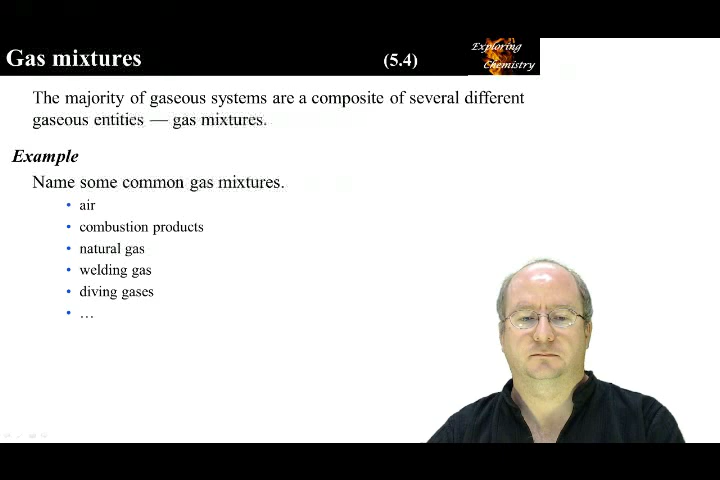 Gas mixtures (5.4)
Exploring
Chemistry
The majority of gaseous systems are a composite of several different
gaseous entities — gas mixtures.
Example
Name some common gas mixtures.
• air
• combustion products
• natural gas
• welding gas
• diving gases
• …